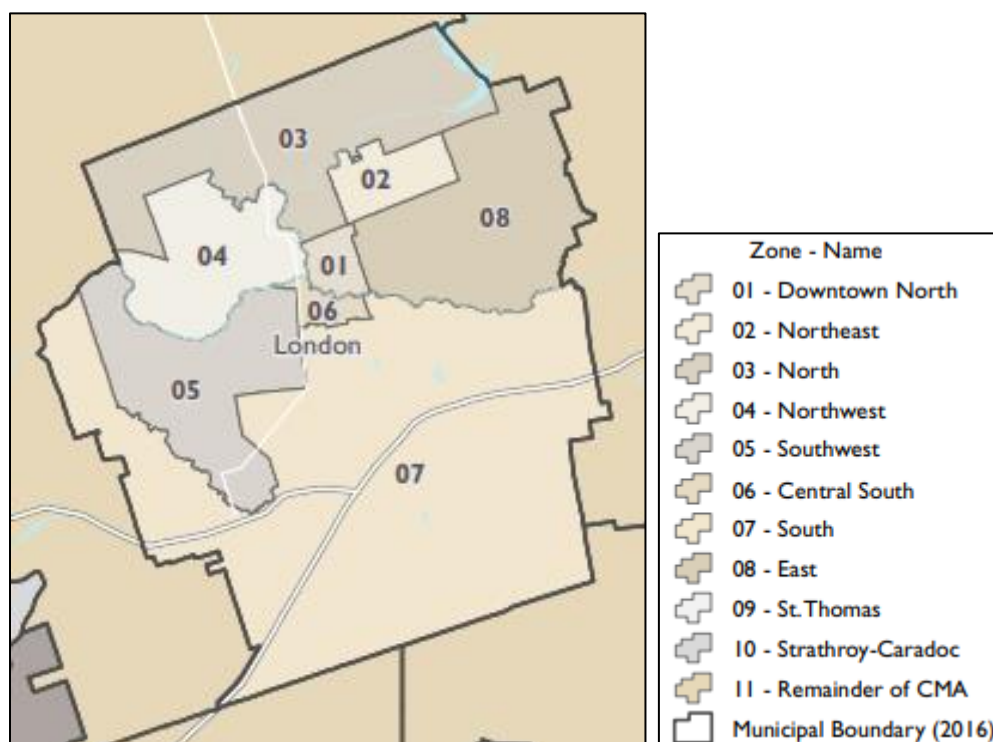 03
02
08
04
01
06
London
05
07
Zone - Name
01 - Downtown North
02 - Northeast
03 - North
04 - Northwest
05 - Southwest
06 - Central South
07 - South
08 - East
09 - St. Thomas
10 - Strathroy-Caradoc
11 - Remainder of CMA
Municipal Boundary (2016)